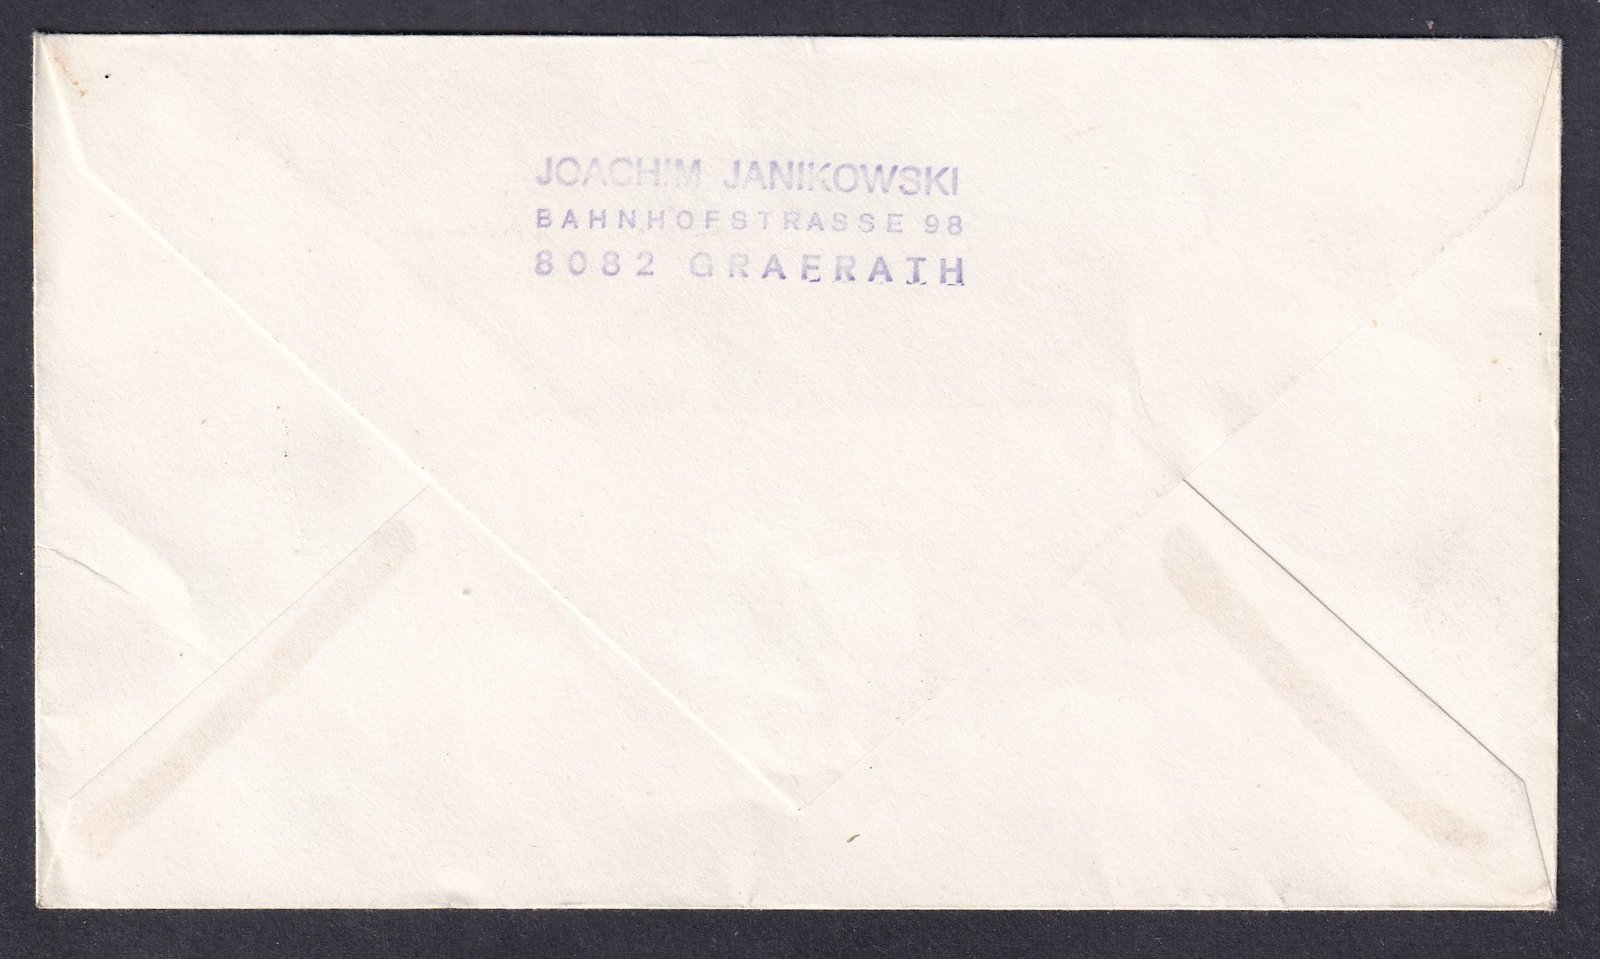 JOACHIM JANIKOWSKI
BAHNHOFSTRASSE 98
8082 GRAFRATH